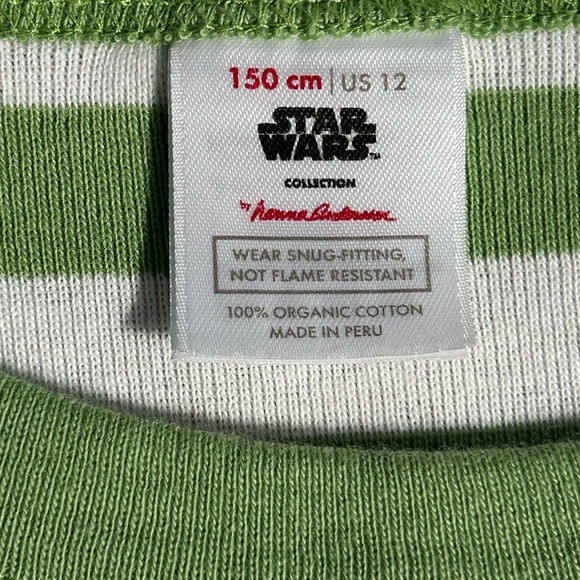 150 cm | US 12
STAR
WARS™
COLLECTION
by Hanna Andersson
WEAR SNUG-FITTING,
NOT FLAME RESISTANT
100% ORGANIC COTTON
MADE IN PERU